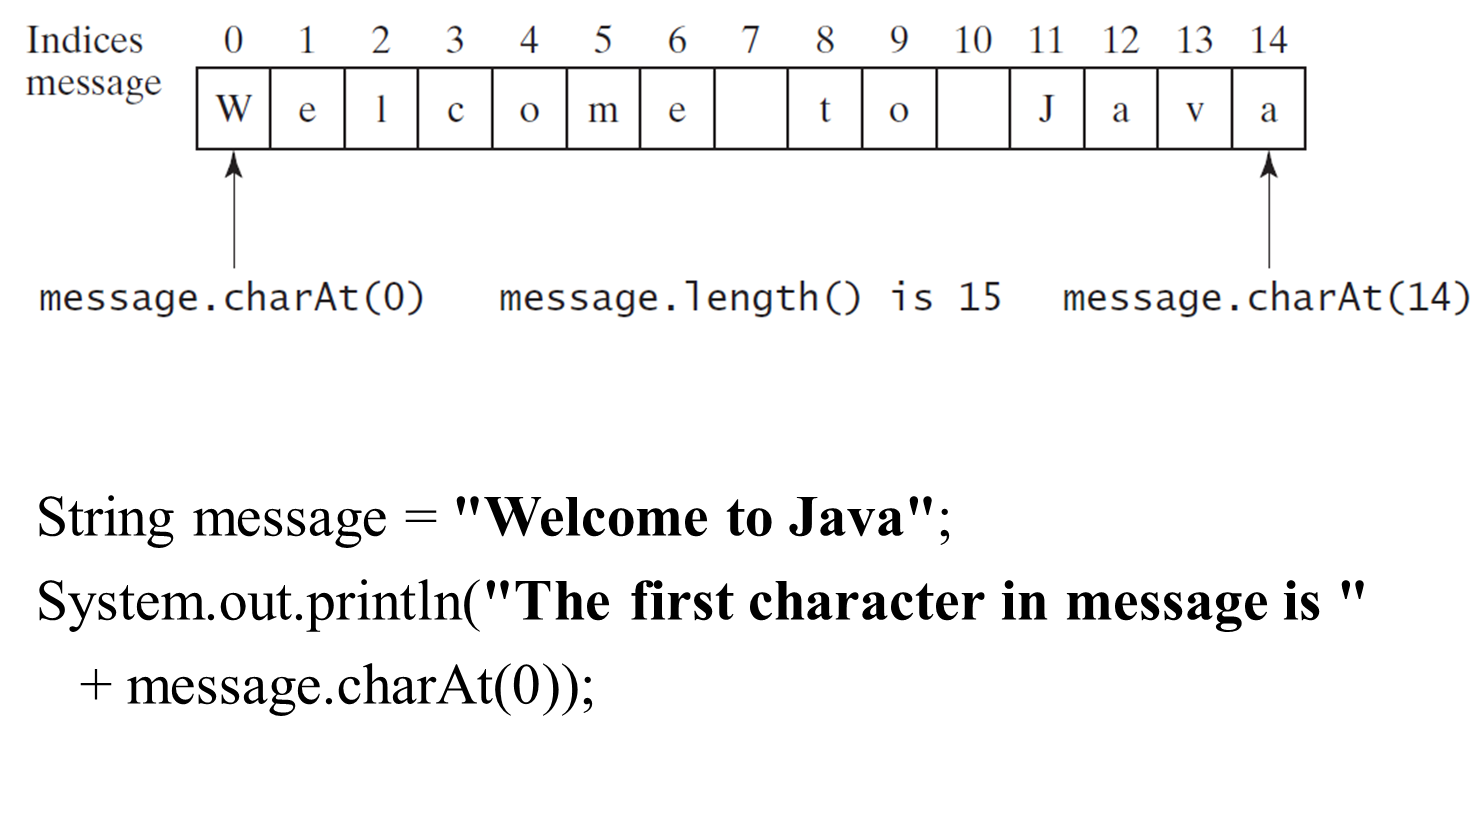 Indices 0 1 2 3 4 5 6 7 8 9 10 11 12 13 14
message W e l c o m e t o J a v a
message.charAt(0) message.length() is 15 message.charAt(14)
String message = "Welcome to Java";
System.out.println("The first character in message is "
+ message.charAt(0));